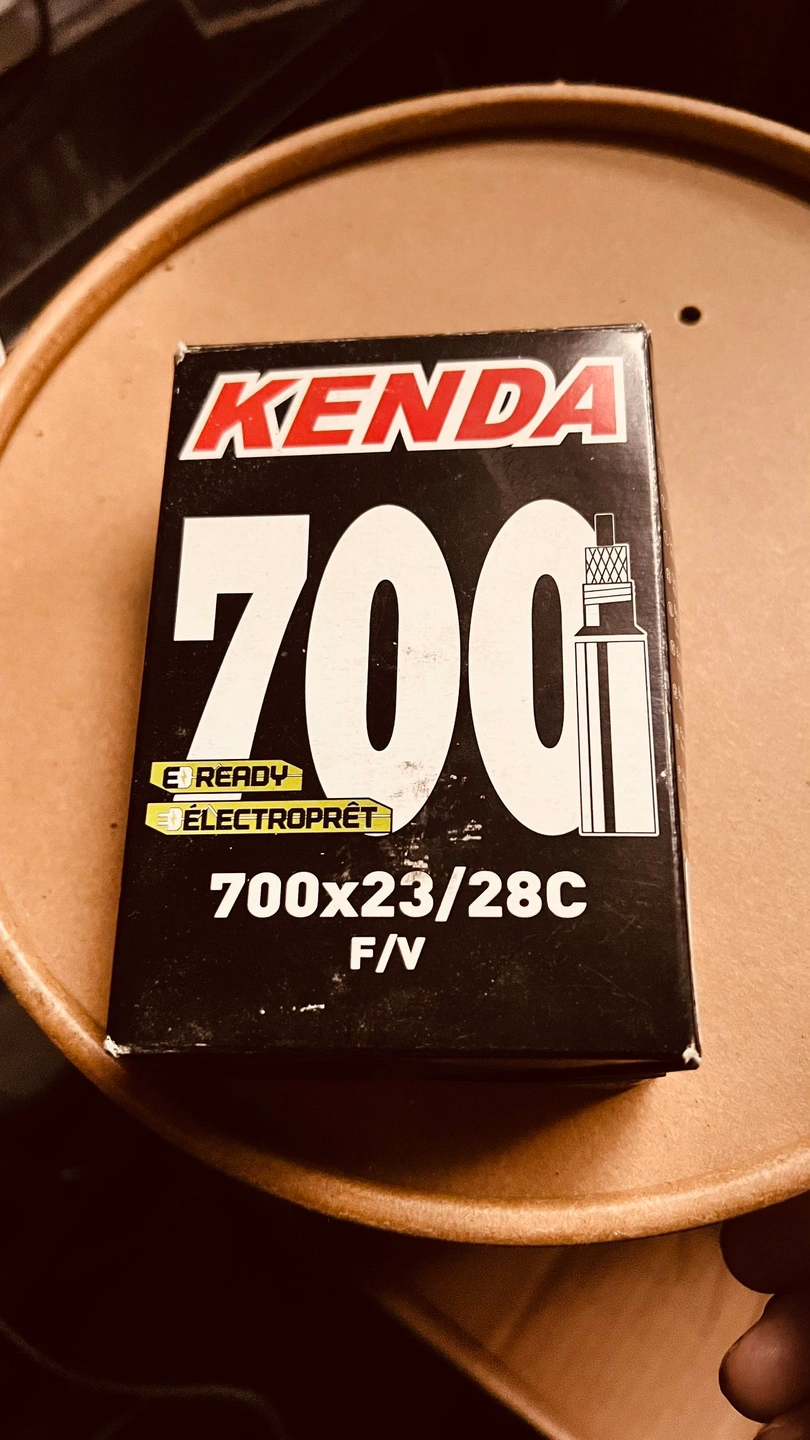 KENDA
700
E READY
ÉLECTROPRÊT
700x23/28C
F/V